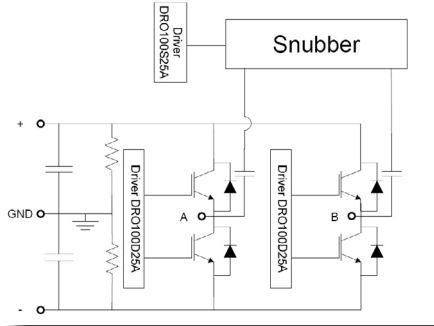 Driver
DRO100S25A
Snubber
+
Driver DRO100D25A
Driver DRO100D25A
GND
A
B
-